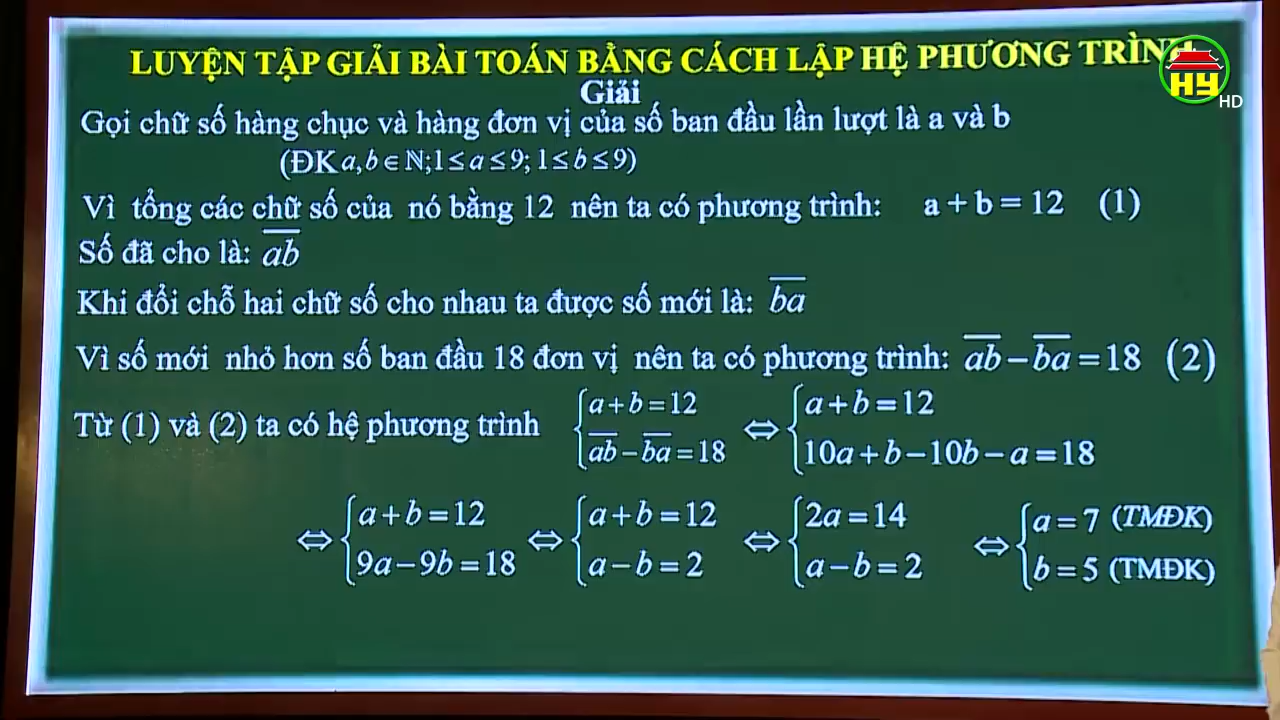 LUYỆN TẬP GIẢI BÀI TOÁN BẰNG CÁCH LẬP HỆ PHƯƠNG TRÌNH
HY HD
Giải
Gọi chữ số hàng chục và hàng đơn vị của số ban đầu lần lượt là a và b
(ĐK a,b∈ℕ;1≤a≤9; 1≤b≤9)
Vì tổng các chữ số của nó bằng 12 nên ta có phương trình: a + b = 12 (1)
Số đã cho là: \overline{ab}
Khi đổi chỗ hai chữ số cho nhau ta được số mới là: \overline{ba}
Vì số mới nhỏ hơn số ban đầu 18 đơn vị nên ta có phương trình: \overline{ab} − \overline{ba} = 18 (2)
Từ (1) và (2) ta có hệ phương trình { a + b = 12 ; \overline{ab} − \overline{ba} = 18 ⇔ { a + b = 12 ; 10a + b − 10b − a = 18
⇔ { a + b = 12 ; 9a − 9b = 18 ⇔ { a + b = 12 ; a − b = 2 ⇔ { 2a = 14 ; a − b = 2 ⇔ { a = 7 (TMĐK) ; b = 5 (TMĐK)